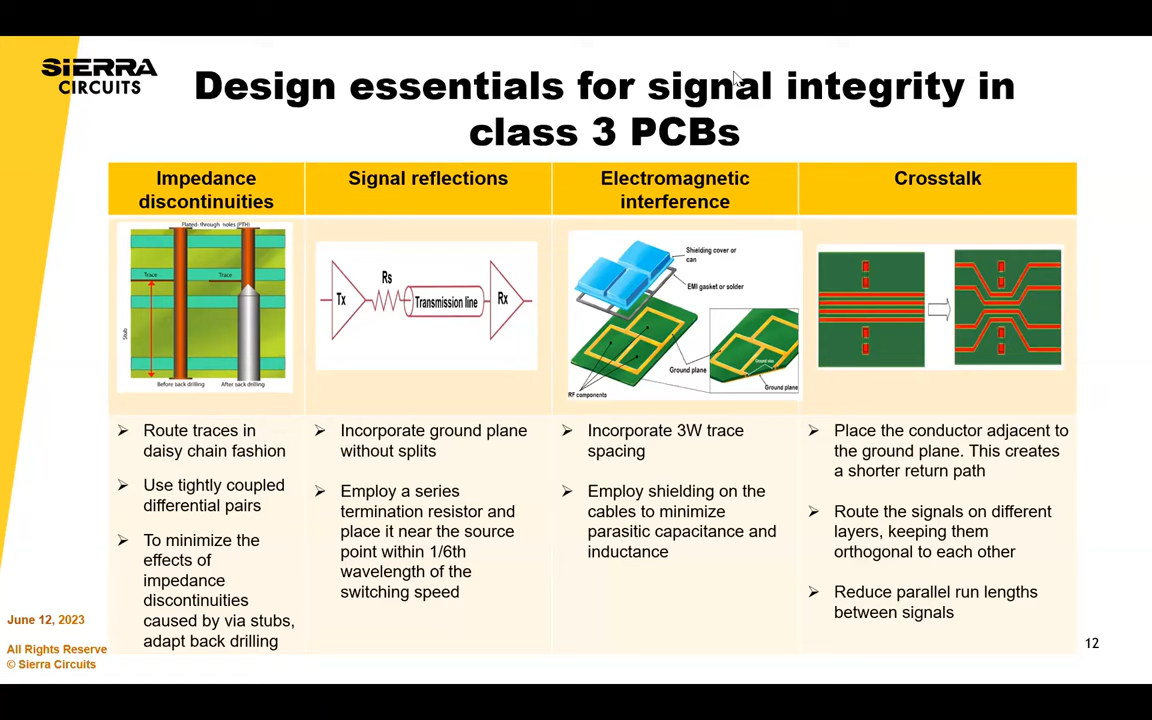 SiERRA
CIRCUITS
Design essentials for signal integrity in
class 3 PCBs
Impedance
discontinuities
Signal reflections
Electromagnetic
interference
Crosstalk
Plated- through holes (PTH)
Trace
Trace
Stub
Before back drilling
After back drilling
Rs
Tx
Transmission line
Rx
Shielding cover or
can
EMI gasket or solder
Ground plane
RF components
Ground vias
Ground plane
Route traces in
daisy chain fashion
Use tightly coupled
differential pairs
To minimize the
effects of
impedance
discontinuities
caused by via stubs,
adapt back drilling
Incorporate ground plane
without splits
Employ a series
termination resistor and
place it near the source
point within 1/6th
wavelength of the
switching speed
Incorporate 3W trace
spacing
Employ shielding on the
cables to minimize
parasitic capacitance and
inductance
Place the conductor adjacent to
the ground plane. This creates
a shorter return path
Route the signals on different
layers, keeping them
orthogonal to each other
Reduce parallel run lengths
between signals
June 12, 2023
All Rights Reserve
© Sierra Circuits
12